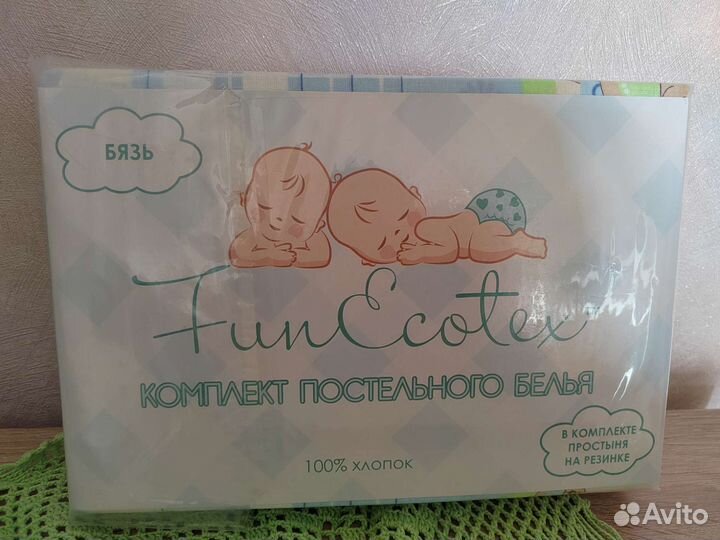 БЯЗЬ
FunEcotex
КОМПЛЕКТ ПОСТЕЛЬНОГО БЕЛЬЯ
В КОМПЛЕКТЕ
ПРОСТЫНЯ
НА РЕЗИНКЕ
100% ХЛОПОК
Avito